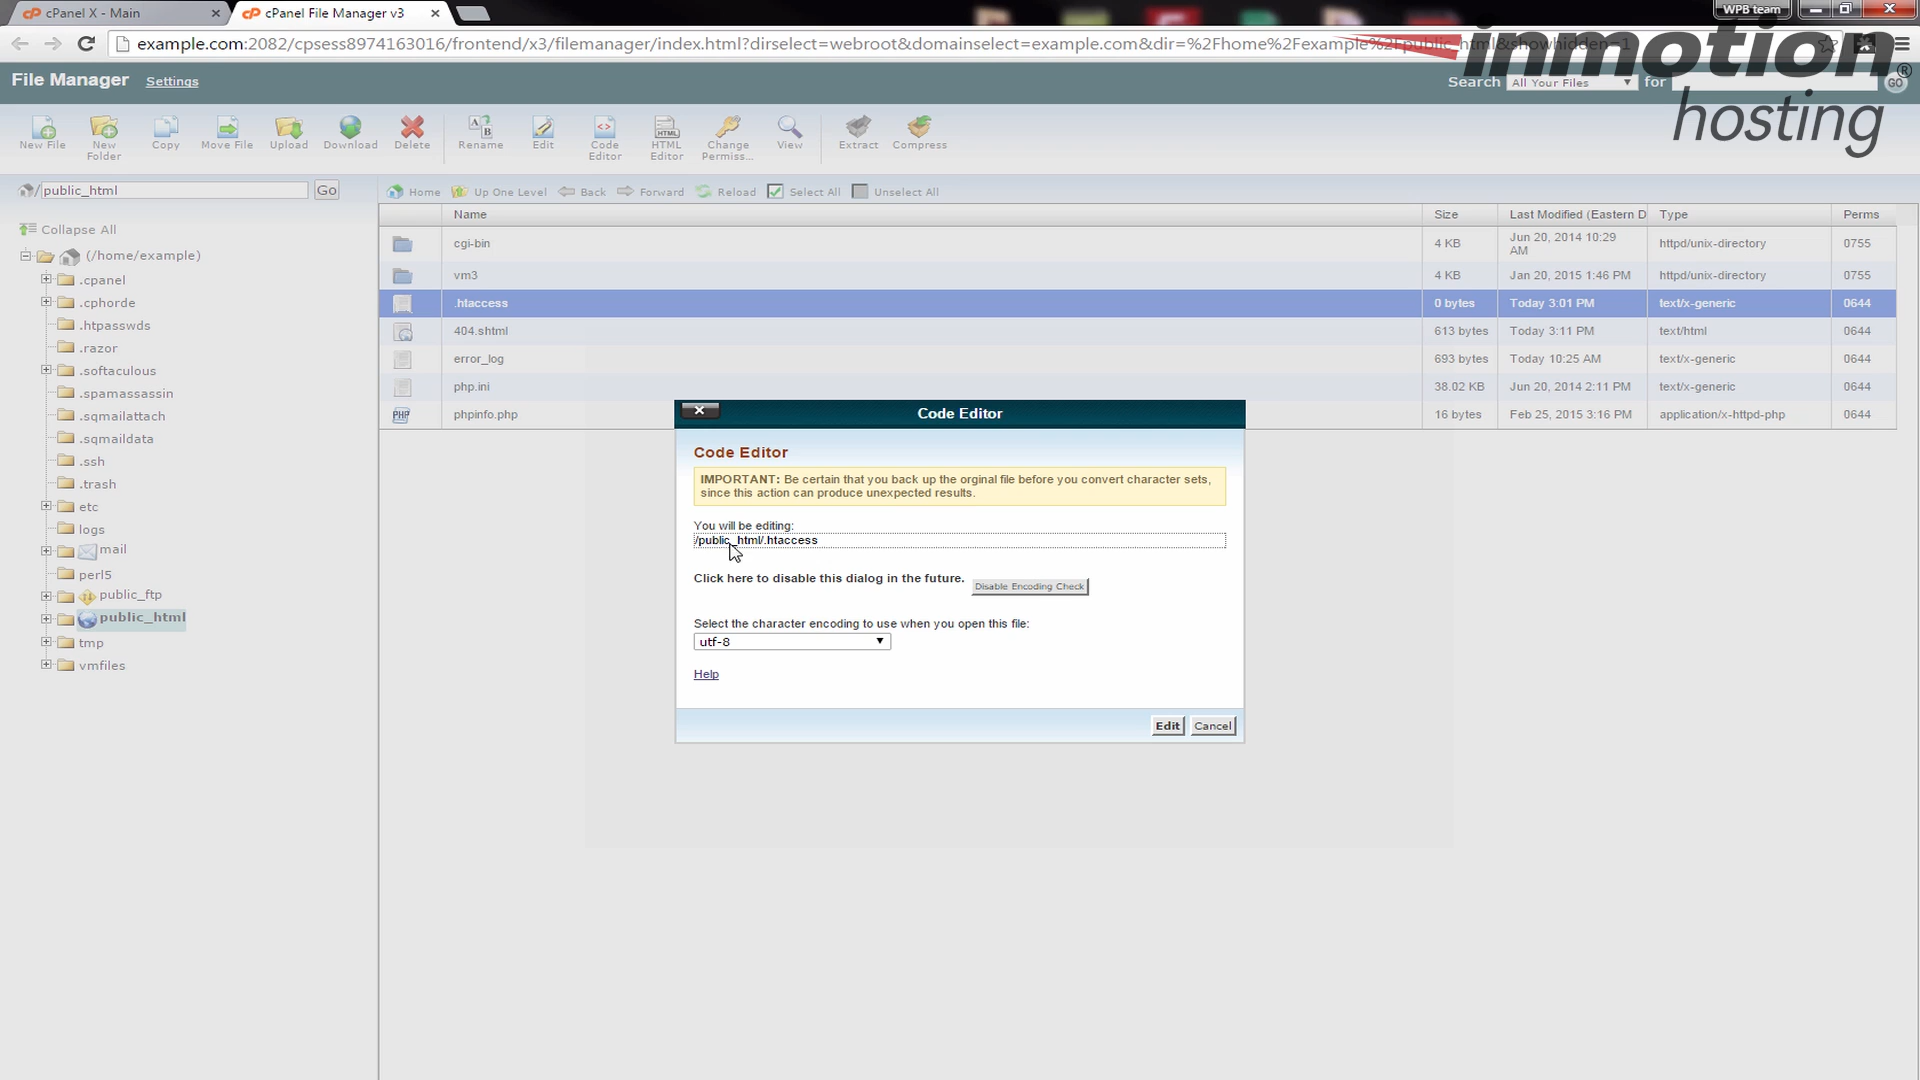 cPanel X - Main
cPanel File Manager v3
WPB team
example.com:2082/cpsess8974163016/frontend/x3/filemanager/index.html?dirselect=webroot&domainselect=example.com&dir=%2Fhome%2Fexample%2Fpublic_html&showhidden=1
inmotion®
hosting
File Manager
Settings
Search
All Your Files
for
GO
New File
New Folder
Copy
Move File
Upload
Download
Delete
Rename
Edit
Code Editor
HTML Editor
Change Permiss...
View
Extract
Compress
/
public_html
Go
Home
Up One Level
Back
Forward
Reload
Select All
Unselect All
Collapse All
(/home/example)
.cpanel
.cphorde
.htpasswds
.razor
.softaculous
.spamassassin
.sqmailattach
.sqmaildata
.ssh
.trash
etc
logs
mail
perl5
public_ftp
public_html
tmp
vmfiles
Name Size Last Modified (Eastern D Type Perms
cgi-bin 4 KB Jun 20, 2014 10:29 AM httpd/unix-directory 0755
vm3 4 KB Jan 20, 2015 1:46 PM httpd/unix-directory 0755
.htaccess 0 bytes Today 3:01 PM text/x-generic 0644
404.shtml 613 bytes Today 3:11 PM text/html 0644
error_log 693 bytes Today 10:25 AM text/x-generic 0644
php.ini 38.02 KB Jun 20, 2014 2:11 PM text/x-generic 0644
PHP phpinfo.php 16 bytes Feb 25, 2015 3:16 PM application/x-httpd-php 0644
Code Editor
Code Editor
IMPORTANT: Be certain that you back up the orginal file before you convert character sets,
since this action can produce unexpected results.
You will be editing:
/public_html/.htaccess
Click here to disable this dialog in the future.
Disable Encoding Check
Select the character encoding to use when you open this file:
utf-8
Help
Edit
Cancel